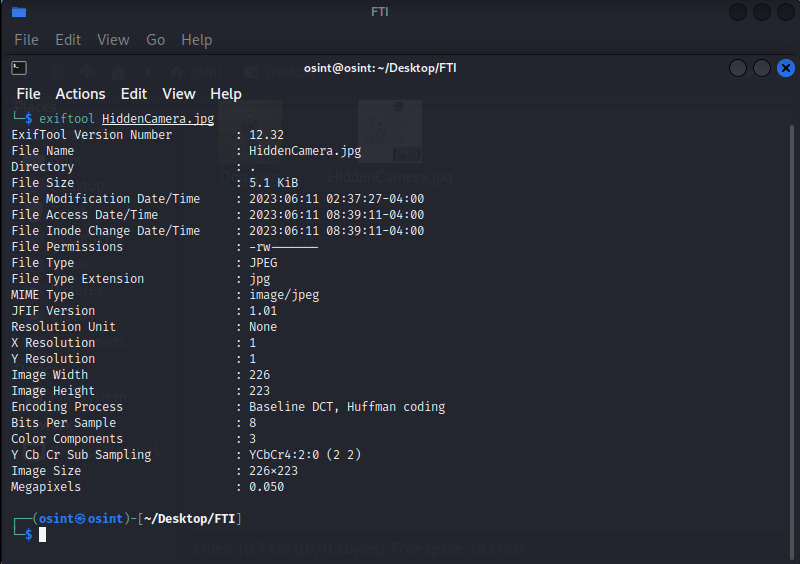 FTI
File Edit View Go Help
osint@osint: ~/Desktop/FTI
File Actions Edit View Help
└─$ exiftool HiddenCamera.jpg
ExifTool Version Number : 12.32
File Name : HiddenCamera.jpg
Directory : .
File Size : 5.1 KiB
File Modification Date/Time : 2023:06:11 02:37:27-04:00
File Access Date/Time : 2023:06:11 08:39:11-04:00
File Inode Change Date/Time : 2023:06:11 08:39:11-04:00
File Permissions : -rw-------
File Type : JPEG
File Type Extension : jpg
MIME Type : image/jpeg
JFIF Version : 1.01
Resolution Unit : None
X Resolution : 1
Y Resolution : 1
Image Width : 226
Image Height : 223
Encoding Process : Baseline DCT, Huffman coding
Bits Per Sample : 8
Color Components : 3
Y Cb Cr Sub Sampling : YCbCr4:2:0 (2 2)
Image Size : 226×223
Megapixels : 0.050
┌──(osint㉿osint)-[~/Desktop/FTI]
└─$